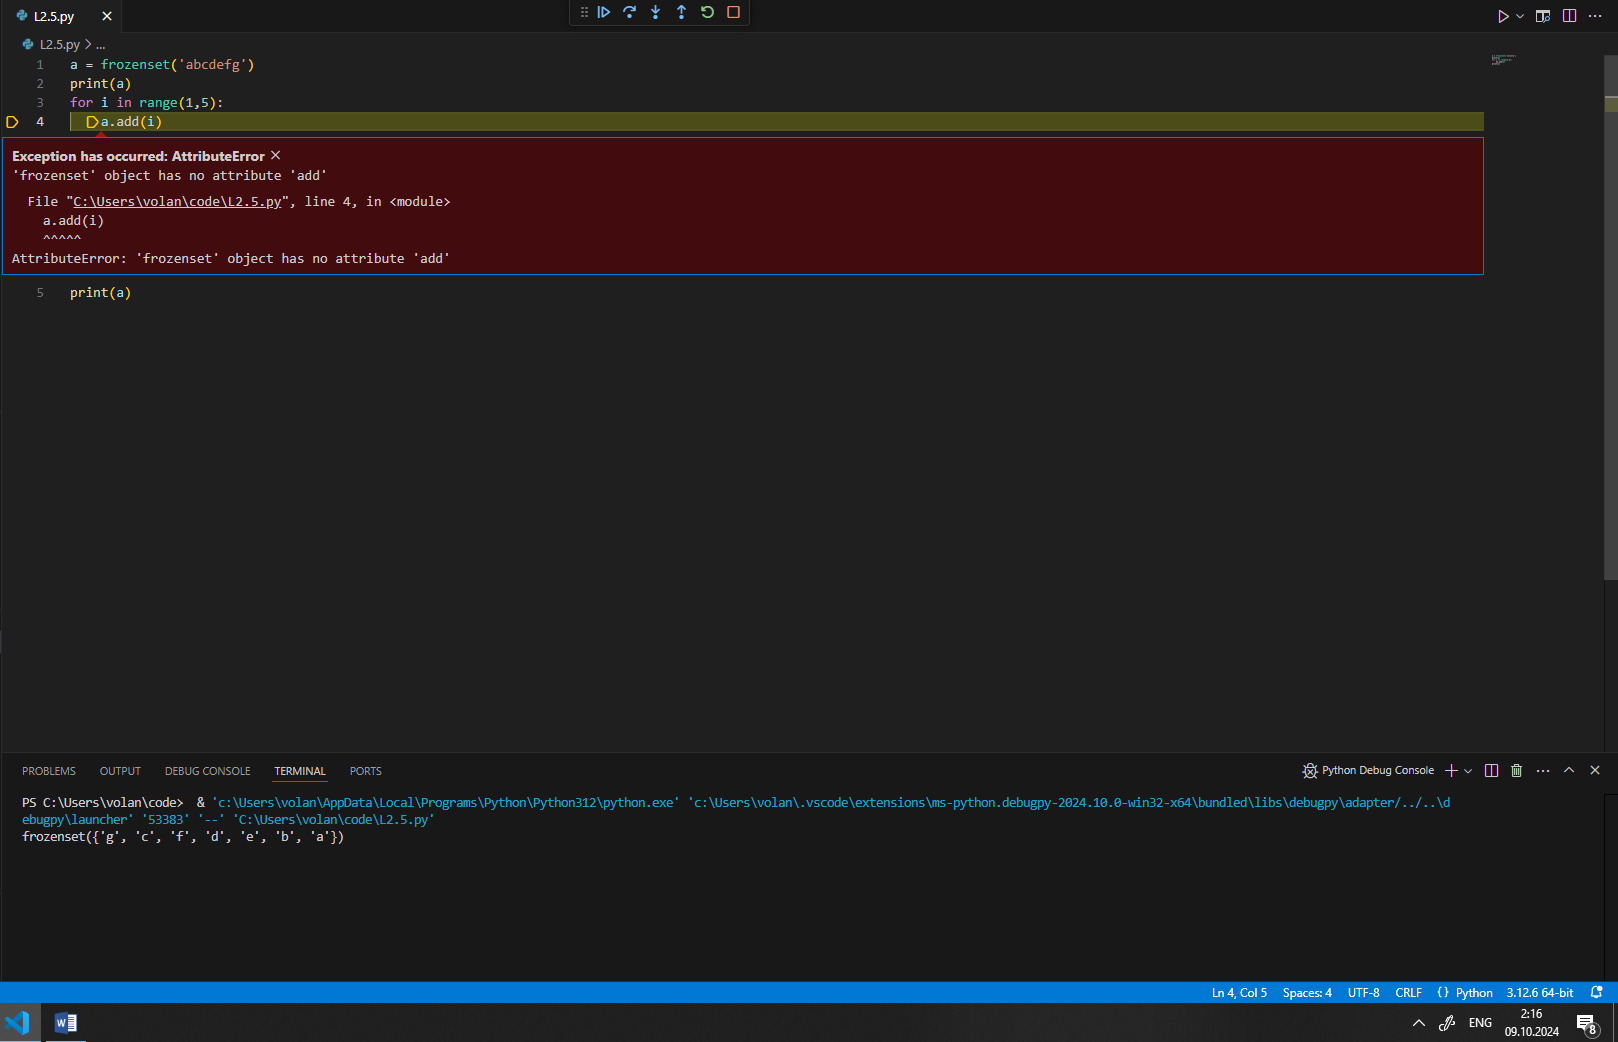 L2.5.py
L2.5.py > ...
1 a = frozenset('abcdefg')
2 print(a)
3 for i in range(1,5):
4 a.add(i)
Exception has occurred: AttributeError
'frozenset' object has no attribute 'add'
File "C:\Users\volan\code\L2.5.py", line 4, in <module>
a.add(i)
^^^^^
AttributeError: 'frozenset' object has no attribute 'add'
5 print(a)
PROBLEMS OUTPUT DEBUG CONSOLE TERMINAL PORTS Python Debug Console
PS C:\Users\volan\code> & 'c:\Users\volan\AppData\Local\Programs\Python\Python312\python.exe' 'c:\Users\volan\.vscode\extensions\ms-python.debugpy-2024.10.0-win32-x64\bundled\libs\debugpy\adapter/../..\d
ebugpy\launcher' '53383' '--' 'C:\Users\volan\code\L2.5.py'
frozenset({'g', 'c', 'f', 'd', 'e', 'b', 'a'})
Ln 4, Col 5 Spaces: 4 UTF-8 CRLF {} Python 3.12.6 64-bit
W ENG 2:16
09.10.2024 8